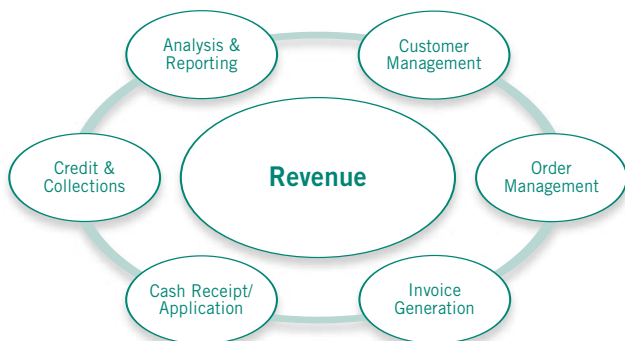 Analysis &
Reporting
Customer
Management
Credit &
Collections
Revenue
Order
Management
Cash Receipt/
Application
Invoice
Generation